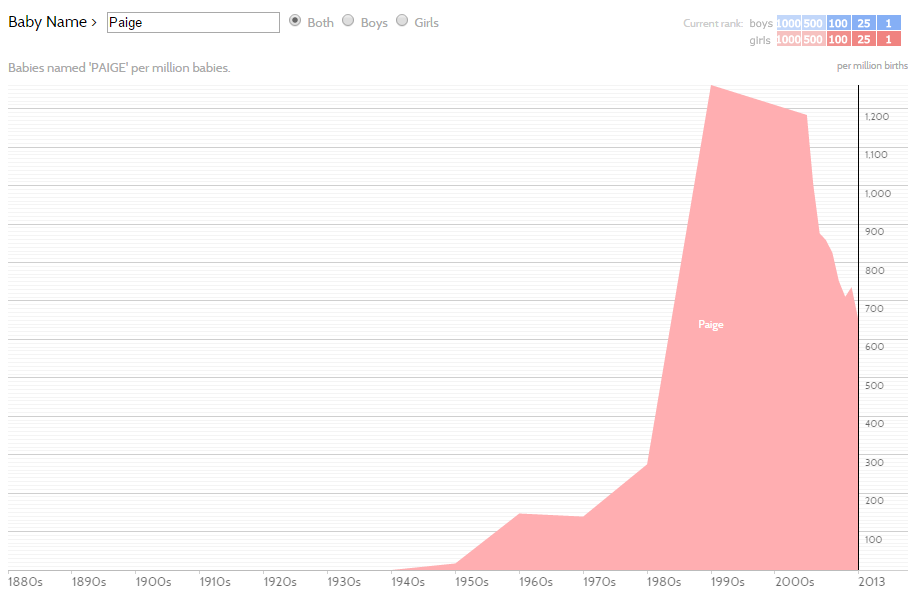 Baby Name > Paige Both Boys Girls
Current rank: boys 1000 500 100 25 1
girls 1000 500 100 25 1
Babies named 'PAIGE' per million babies.
per million births
1,200
1,100
1,000
900
800
700
Paige
600
500
400
300
200
100
1880s 1890s 1900s 1910s 1920s 1930s 1940s 1950s 1960s 1970s 1980s 1990s 2000s 2013